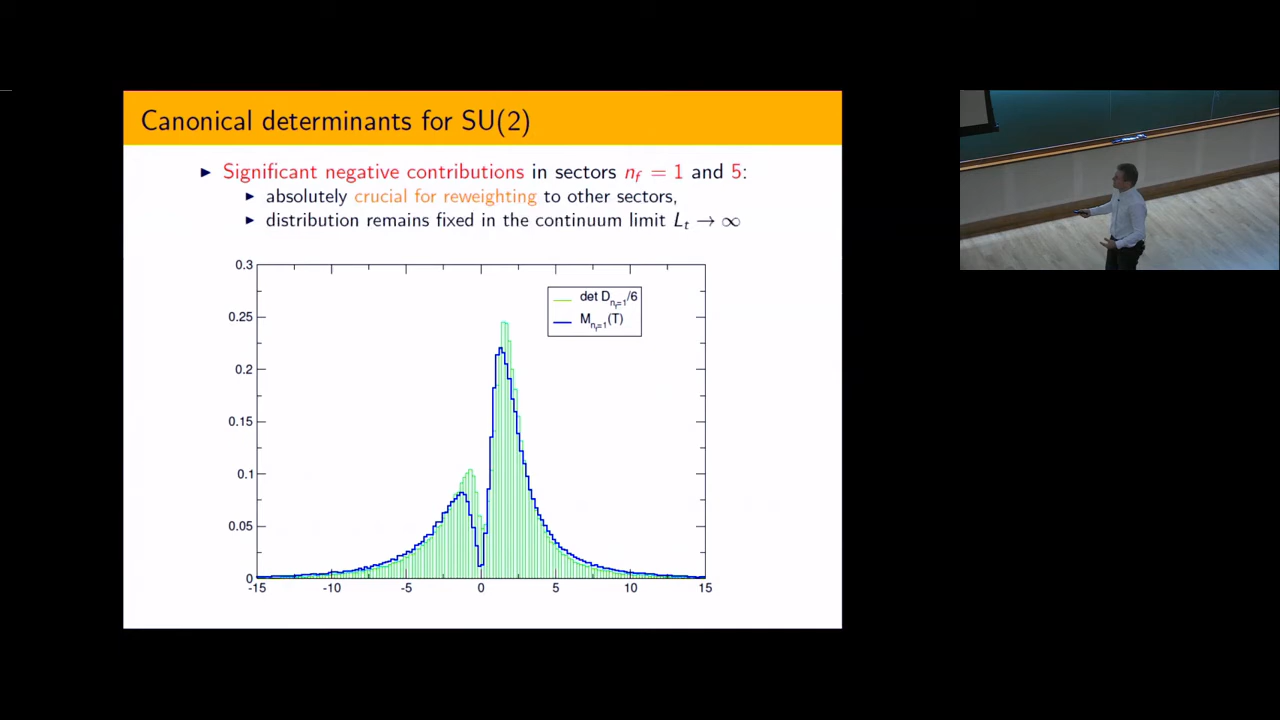 Canonical determinants for SU(2)
▶ Significant negative contributions in sectors n_f = 1 and 5:
▶ absolutely crucial for reweighting to other sectors,
▶ distribution remains fixed in the continuum limit L_t → ∞
0.3
0.25
0.2
0.15
0.1
0.05
0
det D_{n_f=1}/6
M_{n_f=1}(T)
-15 -10 -5 0 5 10 15